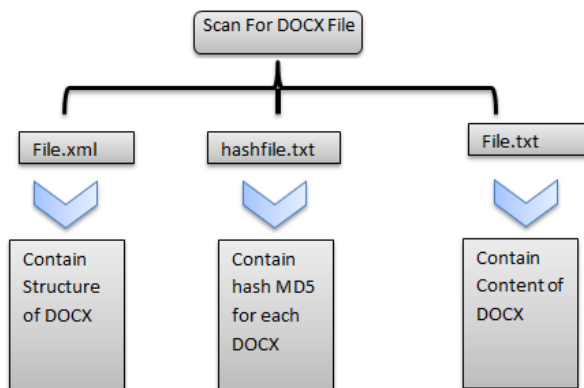 Scan For DOCX File
File.xml
hashfile.txt
File.txt
Contain
Structure
of DOCX
Contain
hash MD5
for each
DOCX
Contain
Content of
DOCX